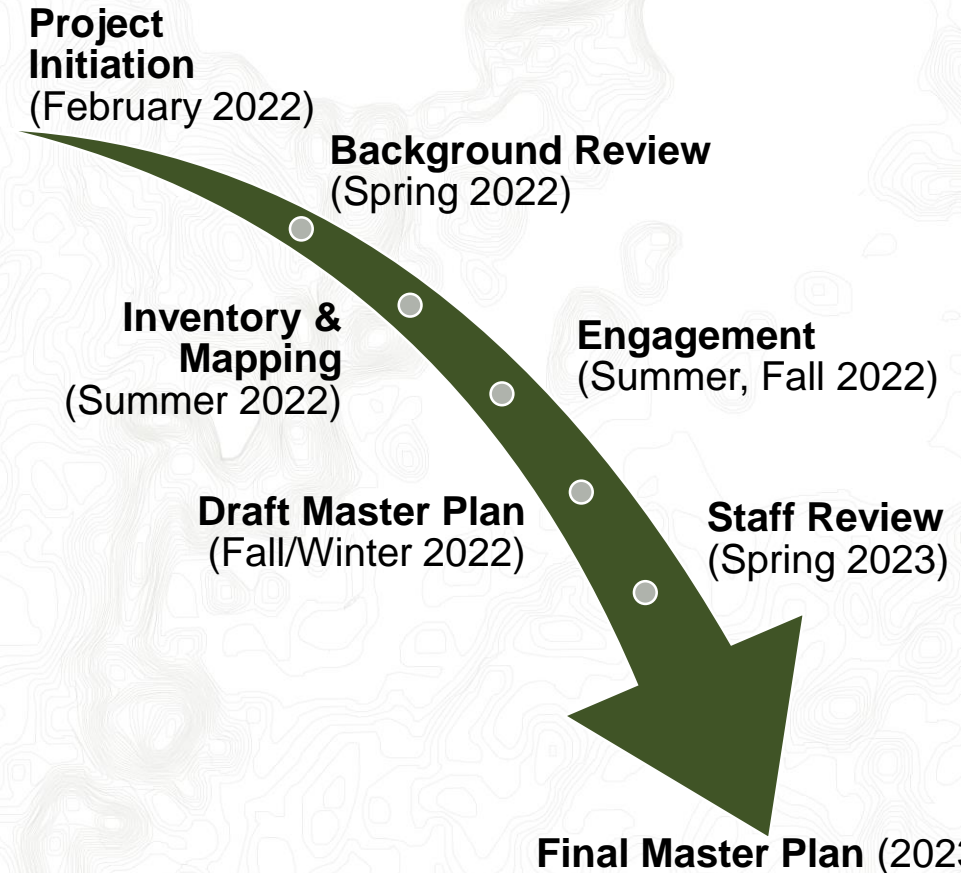 Project
Initiation
(February 2022)
Background Review
(Spring 2022)
Inventory &
Mapping
(Summer 2022)
Engagement
(Summer, Fall 2022)
Draft Master Plan
(Fall/Winter 2022)
Staff Review
(Spring 2023)
Final Master Plan (2023